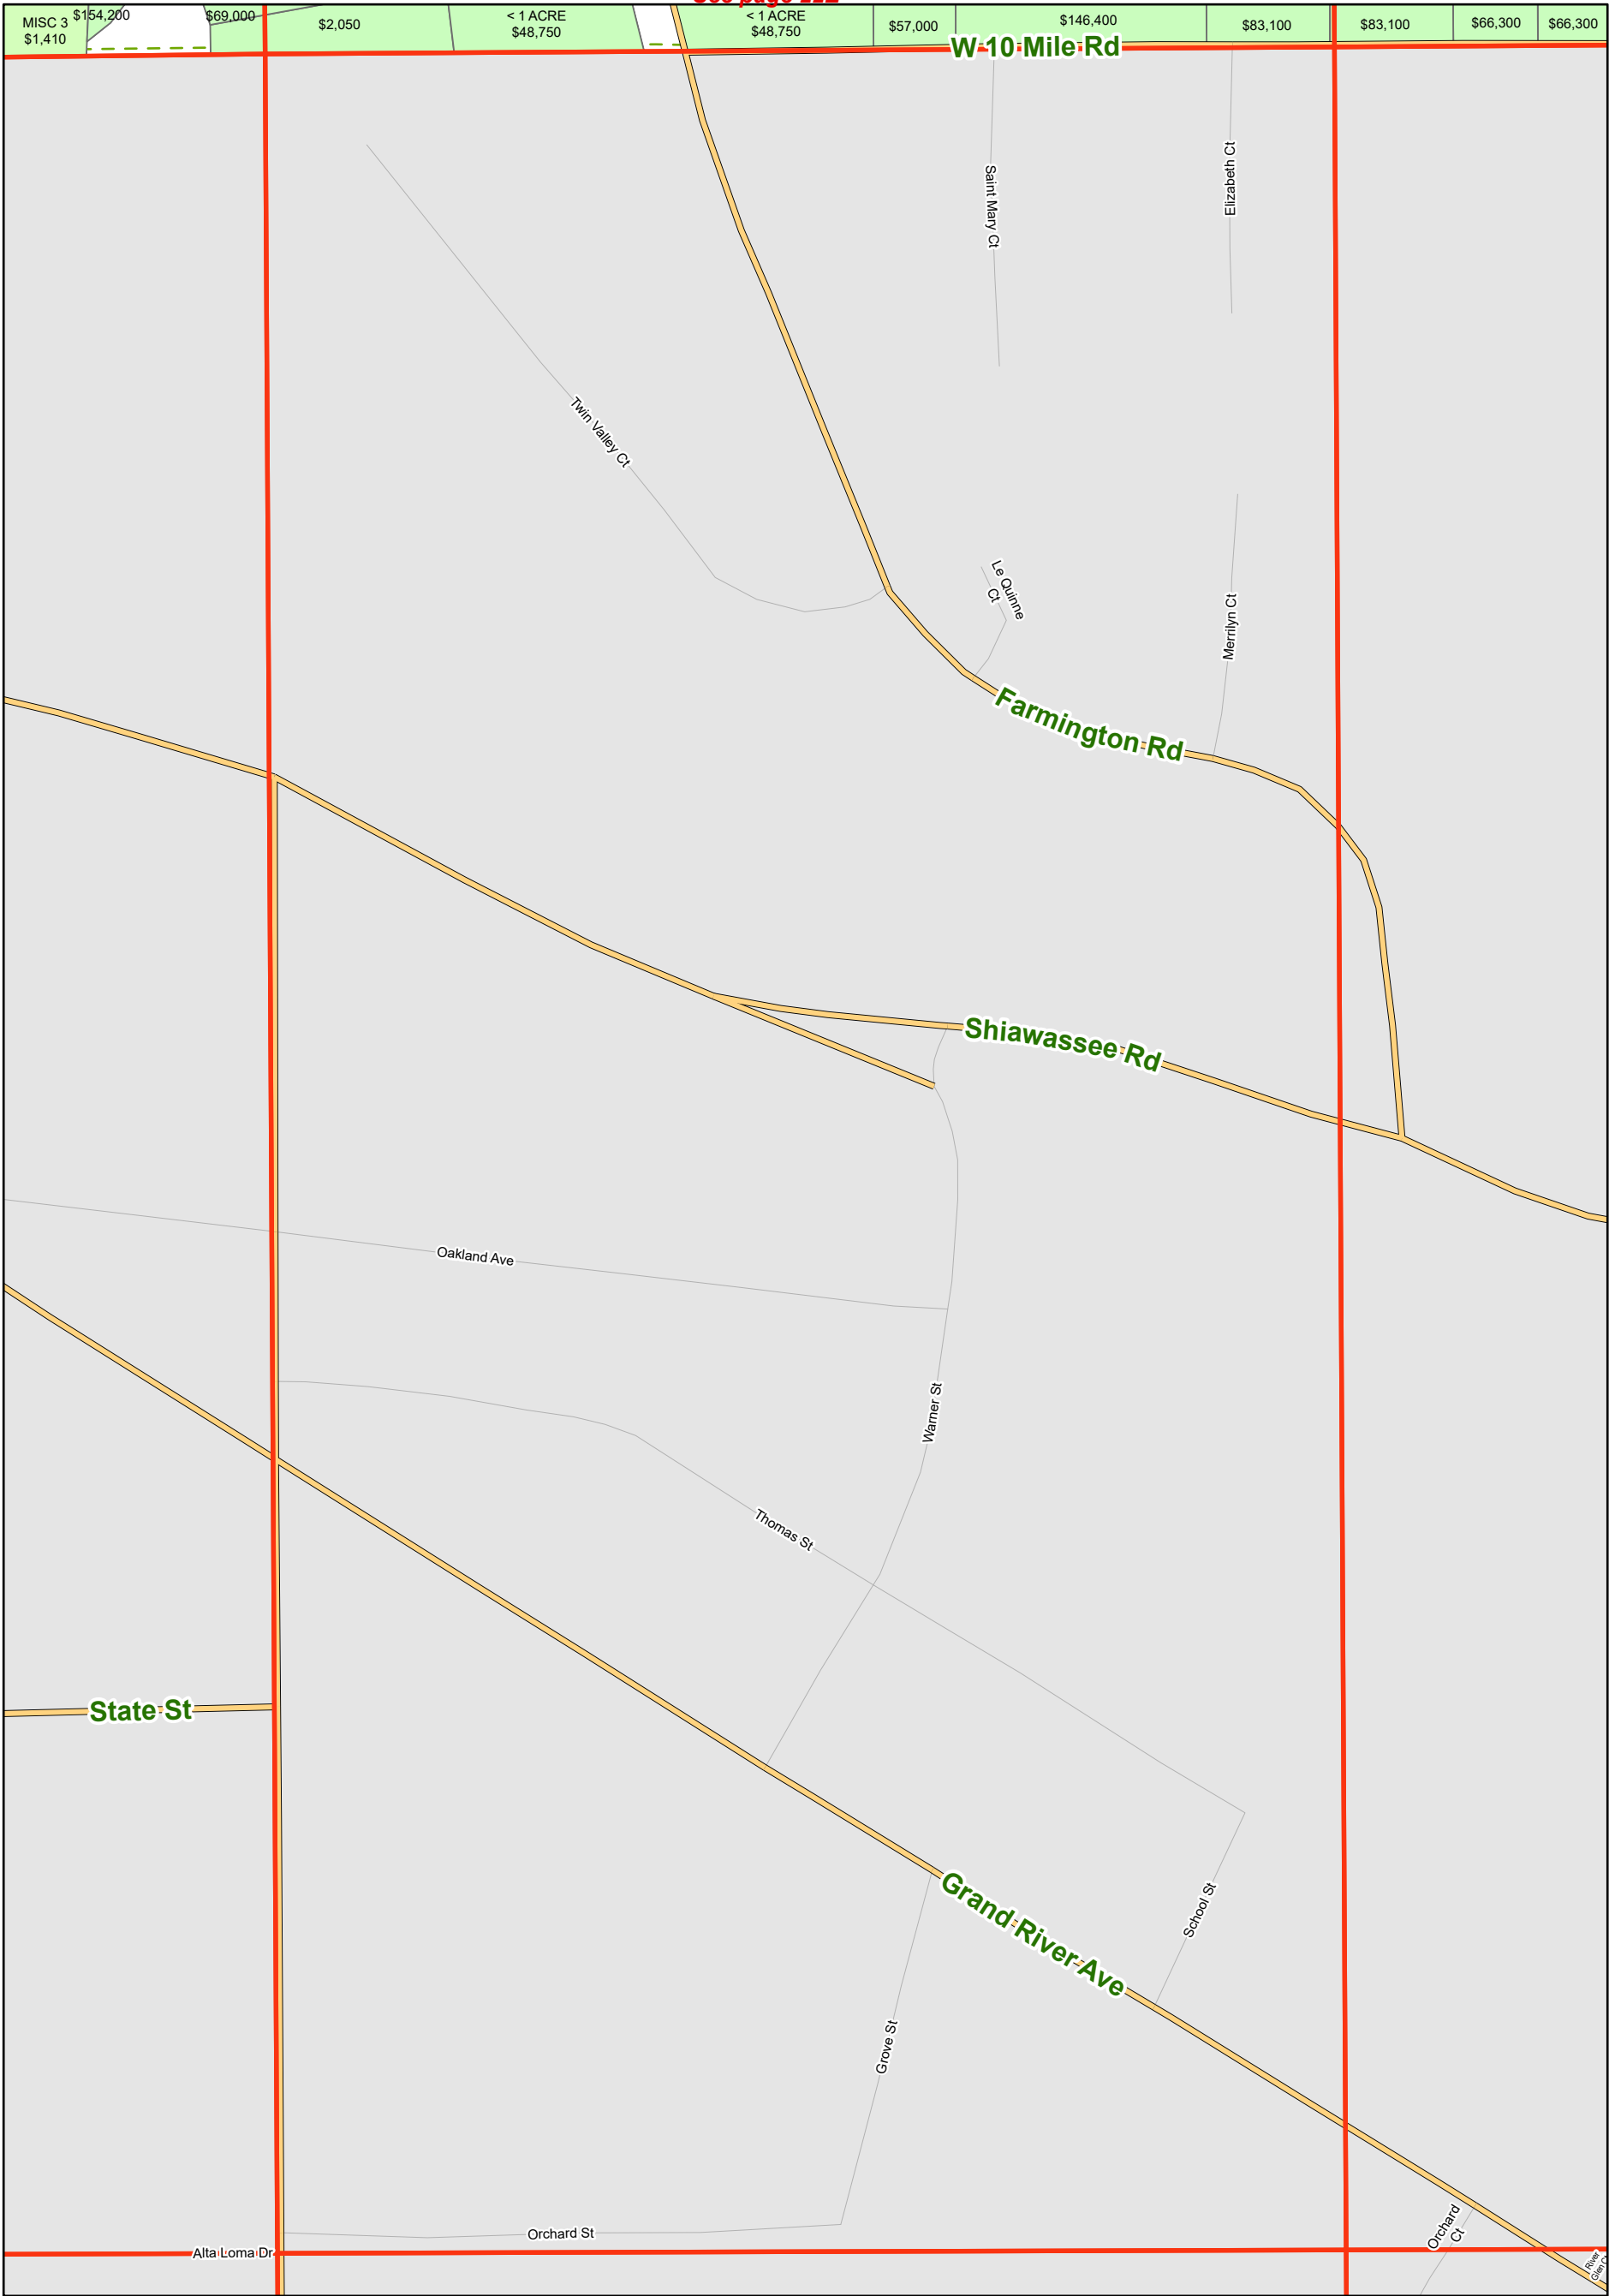 MISC 3
$1,410
$154,200
$69,000
$2,050
< 1 ACRE
$48,750
< 1 ACRE
$48,750
$57,000
$146,400
$83,100
$83,100
$66,300
$66,300
W 10 Mile Rd
Saint Mary Ct
Elizabeth Ct
Twin Valley Ct
Le Quinne
Ct
Merrilyn Ct
Farmington Rd
Shiawassee Rd
Oakland Ave
Warner St
Thomas St
State St
Grand River Ave
School St
Grove St
Orchard St
Alta Loma Dr
Orchard
Ct
River
Glen